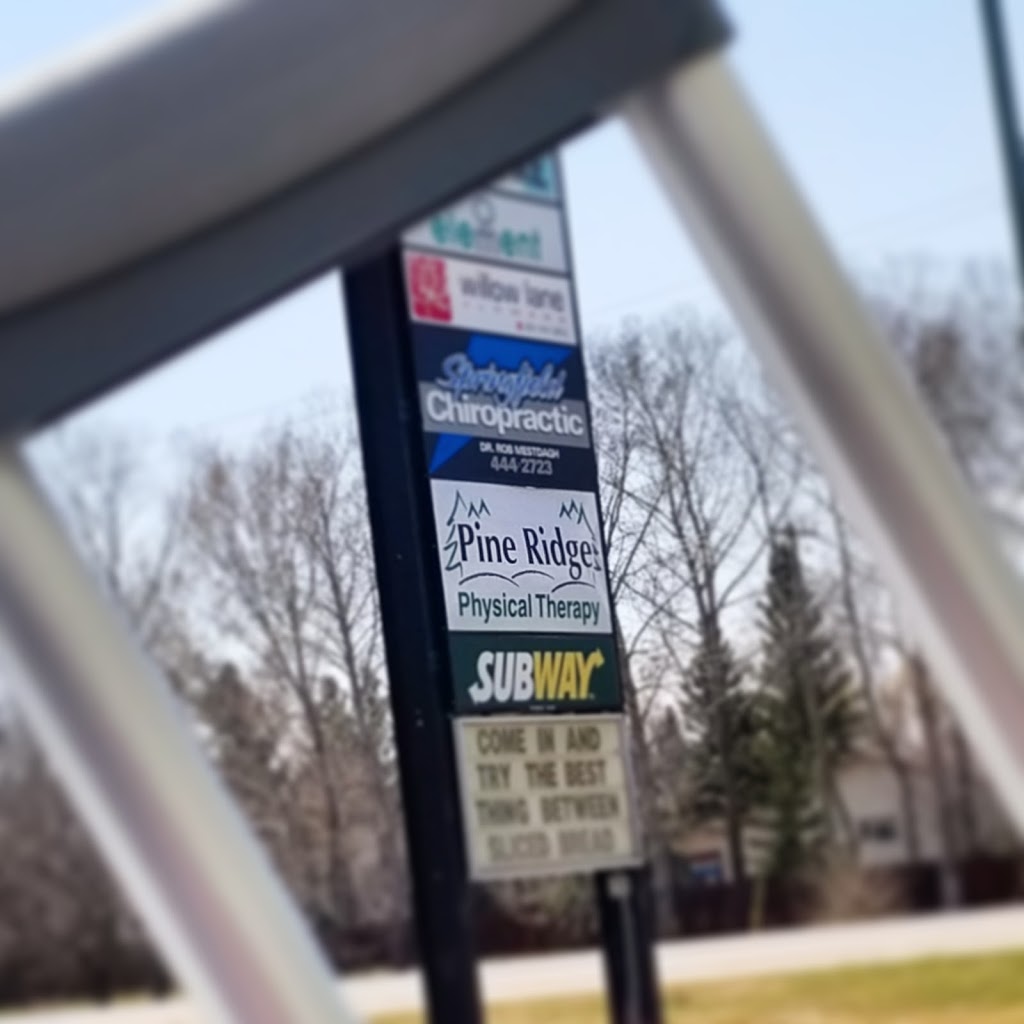 element
willow lane
Springfield
Chiropractic
DR. ROB WESTDAGH
444-2723
Pine Ridge
Physical Therapy
SUBWAY
COME IN AND
TRY THE BEST
THING BETWEEN
SLICED BREAD